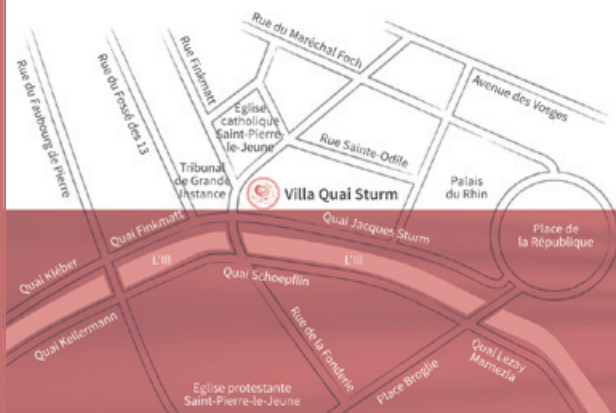 Rue du Maréchal Foch
Rue Finkmatt
Rue du Fossé des 13
Rue du Faubourg de Pierre
Avenue des Vosges
Eglise
catholique
Saint-Pierre-
le-Jeune
Rue Sainte-Odile
Tribunal
de Grande
Instance
Villa Quai Sturm
Palais
du Rhin
Quai Finkmatt
Quai Jacques Sturm
Place de
la République
Quai Kléber
L'Ill
L'Ill
Quai Schoepflin
Quai Kellermann
Rue de la Fonderie
Quai Lezay
Marnezia
Place Broglie
Eglise protestante
Saint-Pierre-le-Jeune